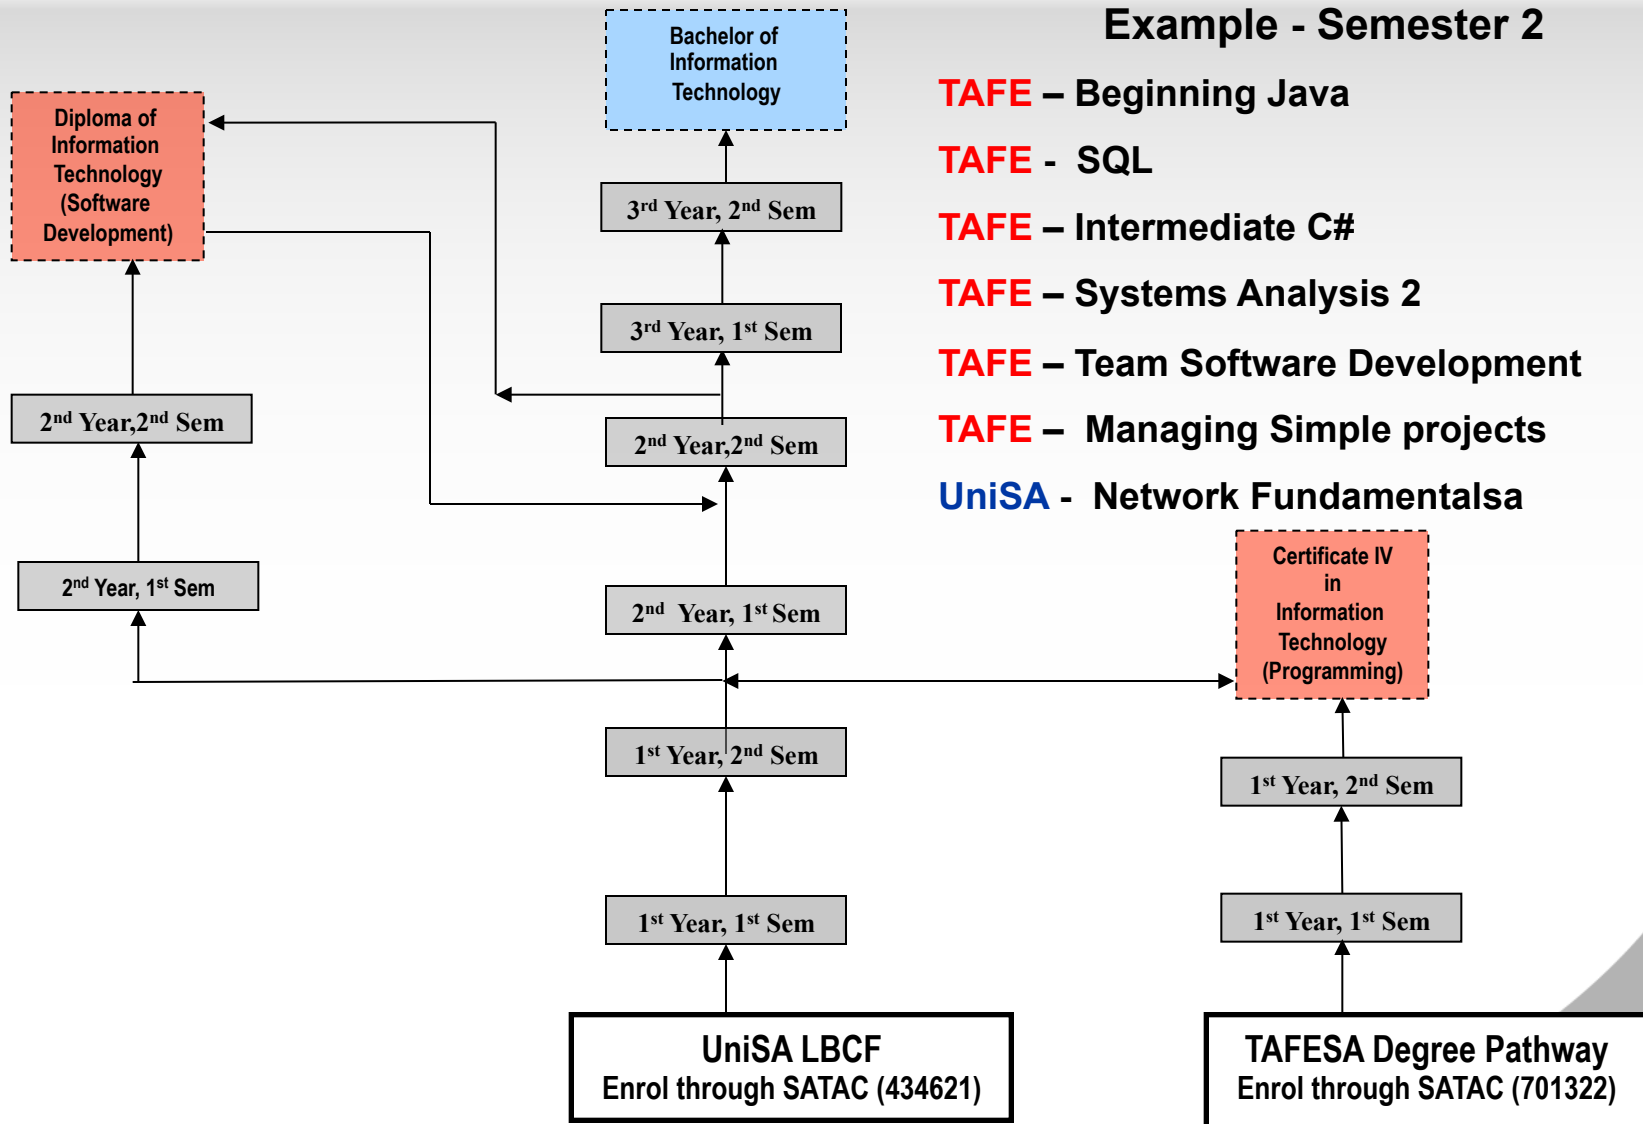 Example - Semester 2
TAFE – Beginning Java
TAFE - SQL
TAFE – Intermediate C#
TAFE – Systems Analysis 2
TAFE – Team Software Development
TAFE – Managing Simple projects
UniSA - Network Fundamentalsa
Bachelor of
Information
Technology
Diploma of
Information
Technology
(Software
Development)
3rd Year, 2nd Sem
3rd Year, 1st Sem
2nd Year,2nd Sem
2nd Year,2nd Sem
2nd Year, 1st Sem
2nd Year, 1st Sem
Certificate IV
in
Information
Technology
(Programming)
1st Year, 2nd Sem
1st Year, 2nd Sem
1st Year, 1st Sem
1st Year, 1st Sem
UniSA LBCF
Enrol through SATAC (434621)
TAFESA Degree Pathway
Enrol through SATAC (701322)